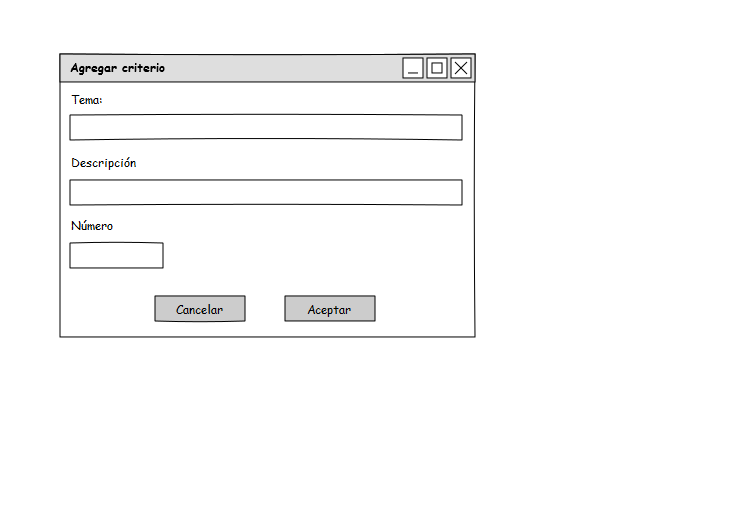 Agregar criterio
Tema:
Descripción
Número
Cancelar
Aceptar